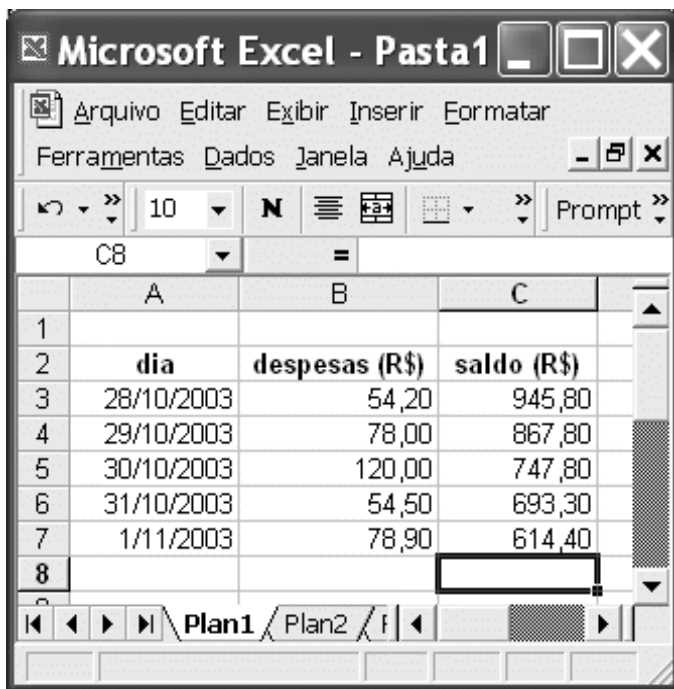 Microsoft Excel - Pasta1
Arquivo Editar Exibir Inserir Formatar
Ferramentas Dados Janela Ajuda
10 N a Prompt
C8 =
A B C
1
2 dia despesas (R$) saldo (R$)
3 28/10/2003 54,20 945,80
4 29/10/2003 78,00 867,80
5 30/10/2003 120,00 747,80
6 31/10/2003 54,50 693,30
7 1/11/2003 78,90 614,40
8
Plan1 Plan2